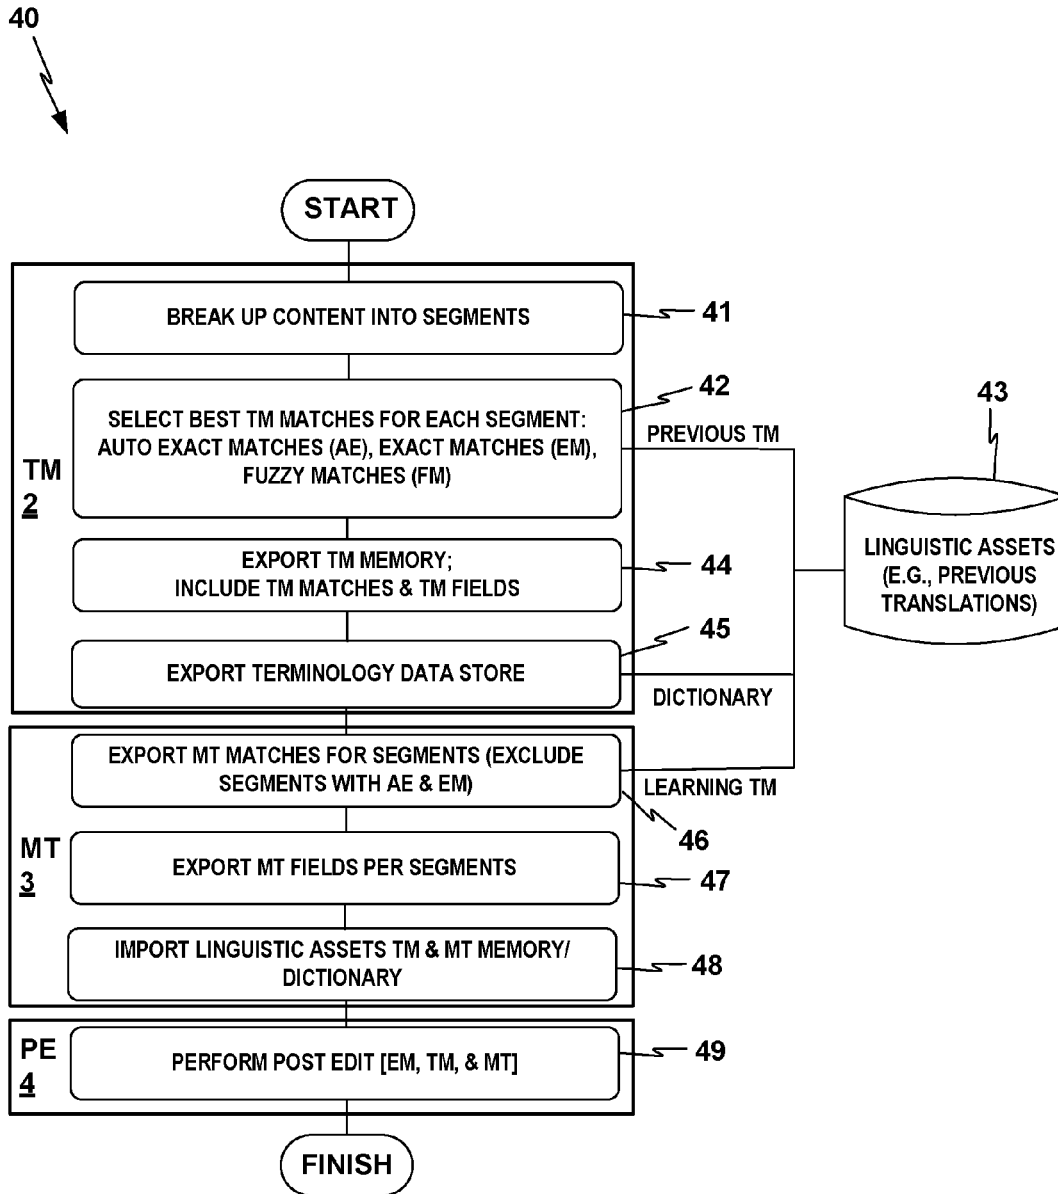 40
START
BREAK UP CONTENT INTO SEGMENTS
41
SELECT BEST TM MATCHES FOR EACH SEGMENT:
AUTO EXACT MATCHES (AE), EXACT MATCHES (EM),
FUZZY MATCHES (FM)
42
PREVIOUS TM
43
TM
2
LINGUISTIC ASSETS
(E.G., PREVIOUS
TRANSLATIONS)
EXPORT TM MEMORY;
INCLUDE TM MATCHES & TM FIELDS
44
EXPORT TERMINOLOGY DATA STORE
45
DICTIONARY
EXPORT MT MATCHES FOR SEGMENTS (EXCLUDE
SEGMENTS WITH AE & EM)
LEARNING TM
46
MT
3
EXPORT MT FIELDS PER SEGMENTS
47
IMPORT LINGUISTIC ASSETS TM & MT MEMORY/
DICTIONARY
48
PE
4
PERFORM POST EDIT [EM, TM, & MT]
49
FINISH